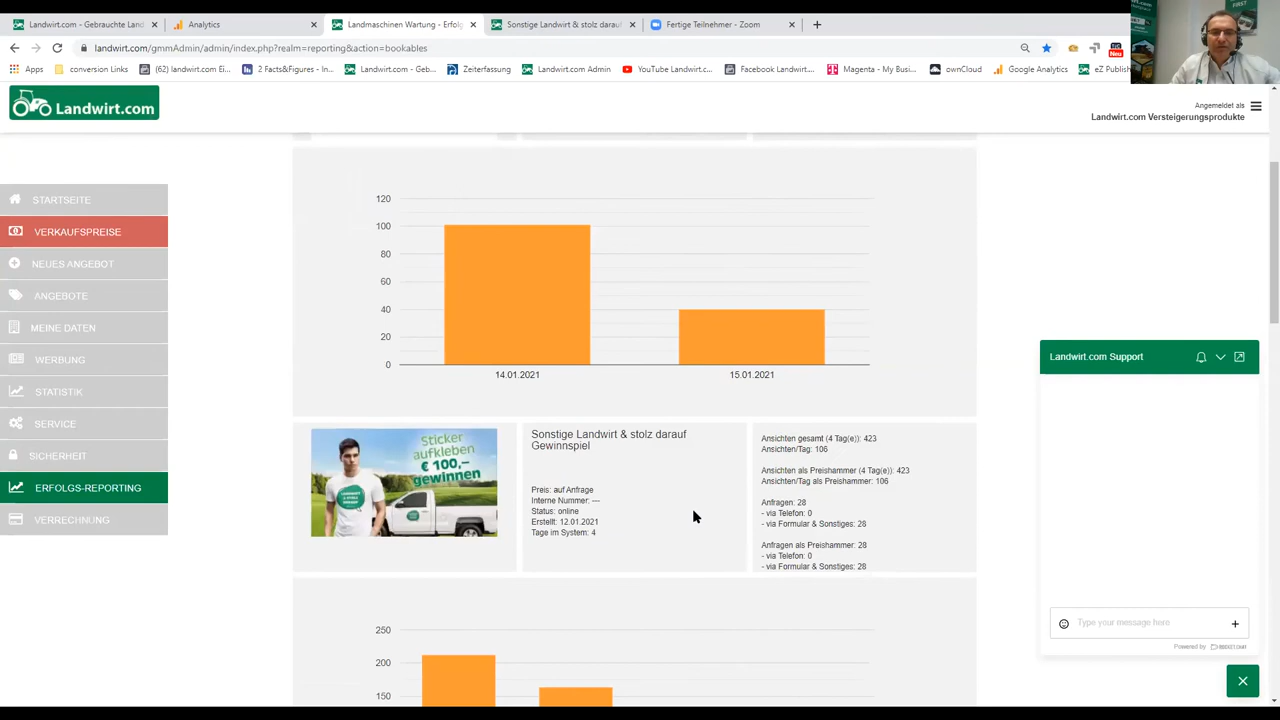 Landwirt.com - Gebrauchte Land
Analytics
Landmaschinen Wartung - Erfolg
Sonstige Landwirt & stolz darauf
Fertige Teilnehmer - Zoom
landwirt.com/gmmAdmin/admin/index.php?realm=reporting&action=bookables
Neu
Apps
conversion Links
(62) landwirt.com Ei...
2 Facts&Figures - In...
Landwirt.com - Ge...
Zeiterfassung
Landwirt.com Admin
YouTube Landwirt.c...
Facebook Landwirt....
Magenta - My Busi...
ownCloud
Google Analytics
eZ Publish
FIRST
Landwirt.com
Angemeldet als
Landwirt.com Versteigerungsprodukte
STARTSEITE
VERKAUFSPREISE
NEUES ANGEBOT
ANGEBOTE
MEINE DATEN
WERBUNG
STATISTIK
SERVICE
SICHERHEIT
ERFOLGS-REPORTING
VERRECHNUNG
120
100
80
60
40
20
0
14.01.2021
15.01.2021
Sticker
aufkleben
€ 100,-
gewinnen
Sonstige Landwirt & stolz darauf
Gewinnspiel
Preis: auf Anfrage
Interne Nummer: ---
Status: online
Erstellt: 12.01.2021
Tage im System: 4
Ansichten gesamt (4 Tag(e)): 423
Ansichten/Tag: 106
Ansichten als Preishammer (4 Tag(e)): 423
Ansichten/Tag als Preishammer: 106
Anfragen: 28
- via Telefon: 0
- via Formular & Sonstiges: 28
Anfragen als Preishammer: 28
- via Telefon: 0
- via Formular & Sonstiges: 28
250
200
150
Landwirt.com Support
Type your message here
Powered by